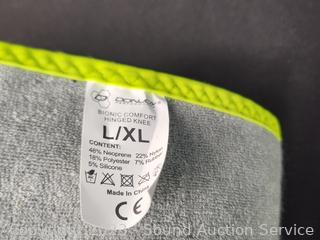 BIONIC COMFORT
HINGED KNEE
L/XL
CONTENT:
46% Neoprene 22% Nylon
18% Polyester 7% Rubber
5% Silicone
Made In China
CE
Sound Auction Service